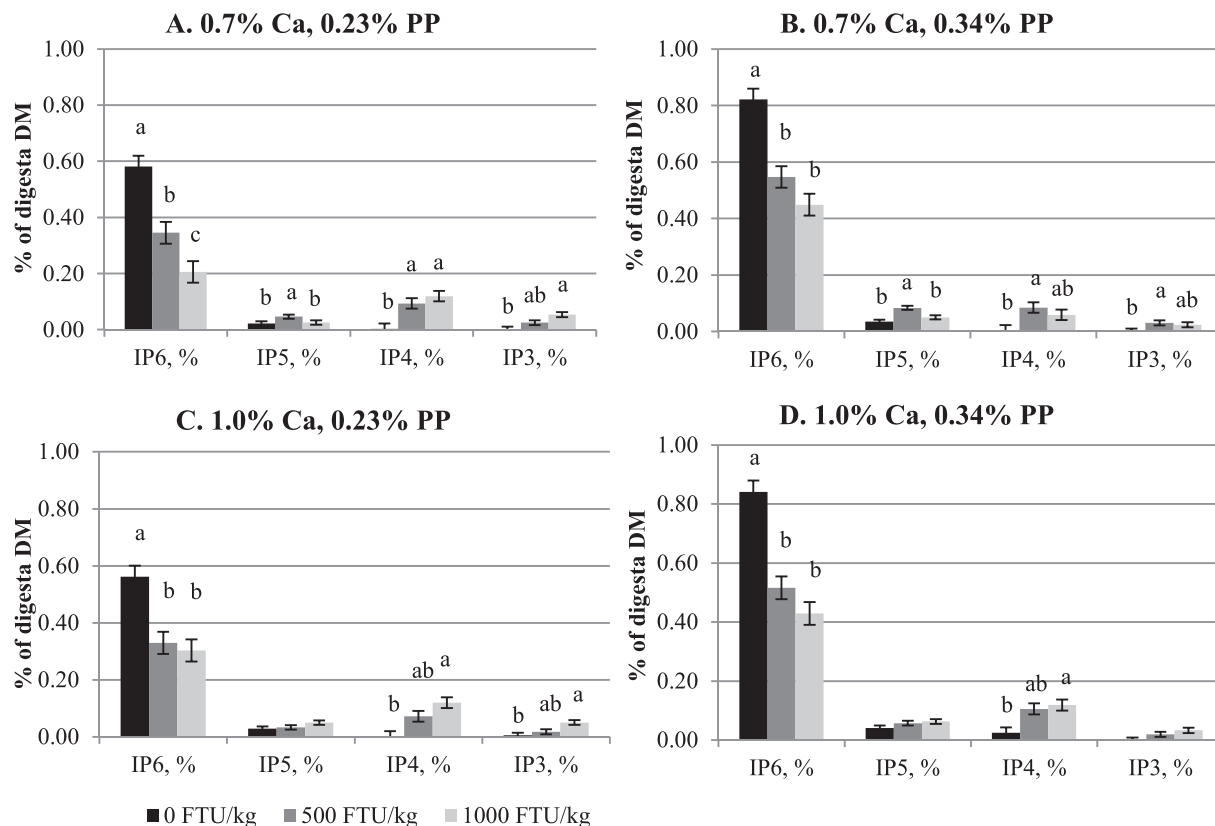 A. 0.7% Ca, 0.23% PP
1.00
0.80
0.60
0.40
0.20
0.00
% of digesta DM
a
b
c
b
a
b
b
a
a
b
ab
a
IP6, %
IP5, %
IP4, %
IP3, %
B. 0.7% Ca, 0.34% PP
1.00
0.80
0.60
0.40
0.20
0.00
% of digesta DM
a
b
b
b
a
b
b
a
ab
b
a
ab
IP6, %
IP5, %
IP4, %
IP3, %
C. 1.0% Ca, 0.23% PP
1.00
0.80
0.60
0.40
0.20
0.00
% of digesta DM
a
b
b
b
ab
a
b
ab
a
IP6, %
IP5, %
IP4, %
IP3, %
D. 1.0% Ca, 0.34% PP
1.00
0.80
0.60
0.40
0.20
0.00
% of digesta DM
a
b
b
b
ab
a
IP6, %
IP5, %
IP4, %
IP3, %
0 FTU/kg
500 FTU/kg
1000 FTU/kg